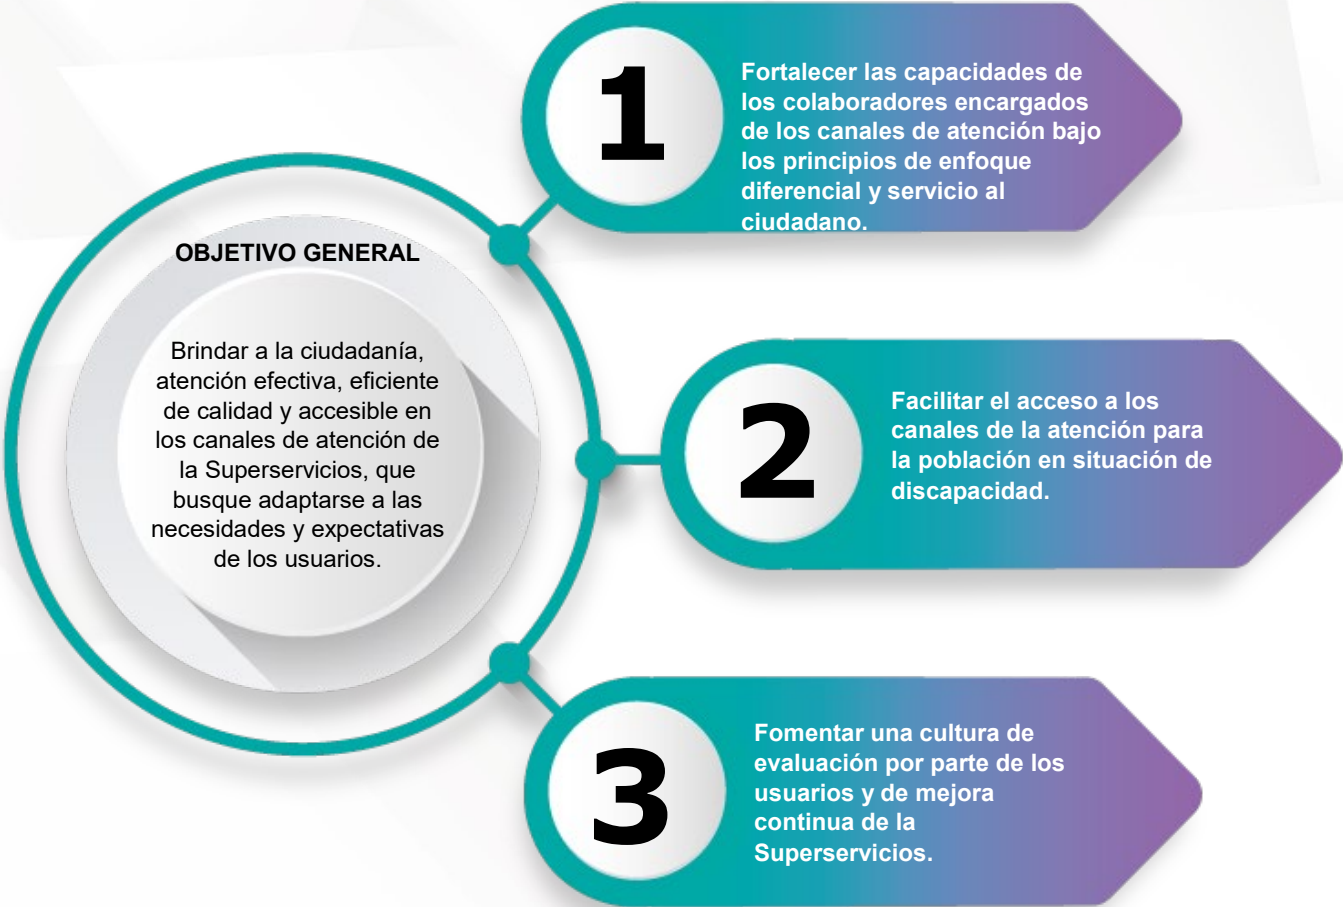 OBJETIVO GENERAL
Brindar a la ciudadanía,
atención efectiva, eficiente
de calidad y accesible en
los canales de atención de
la Superservicios, que
busque adaptarse a las
necesidades y expectativas
de los usuarios.
1
Fortalecer las capacidades de
los colaboradores encargados
de los canales de atención bajo
los principios de enfoque
diferencial y servicio al
ciudadano.
2
Facilitar el acceso a los
canales de la atención para
la población en situación de
discapacidad.
3
Fomentar una cultura de
evaluación por parte de los
usuarios y de mejora
continua de la
Superservicios.